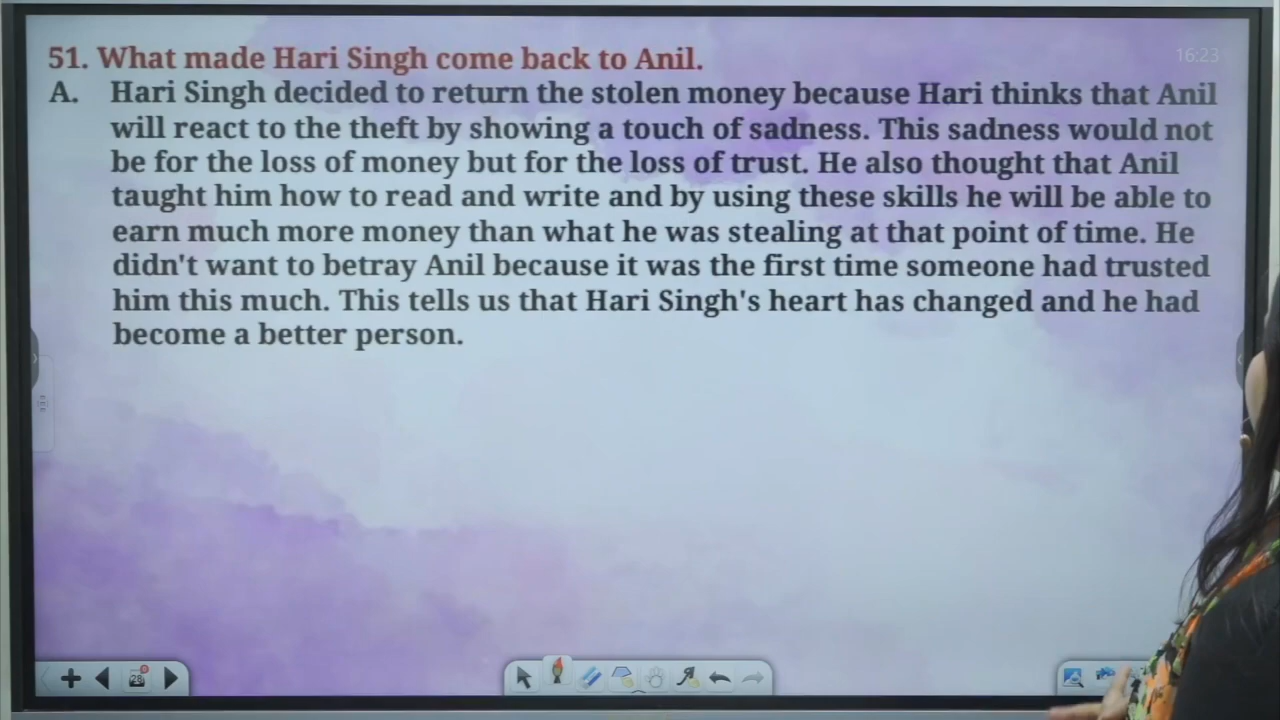 16:23
51. What made Hari Singh come back to Anil.
A. Hari Singh decided to return the stolen money because Hari thinks that Anil
will react to the theft by showing a touch of sadness. This sadness would not
be for the loss of money but for the loss of trust. He also thought that Anil
taught him how to read and write and by using these skills he will be able to
earn much more money than what he was stealing at that point of time. He
didn't want to betray Anil because it was the first time someone had trusted
him this much. This tells us that Hari Singh's heart has changed and he had
become a better person.
28